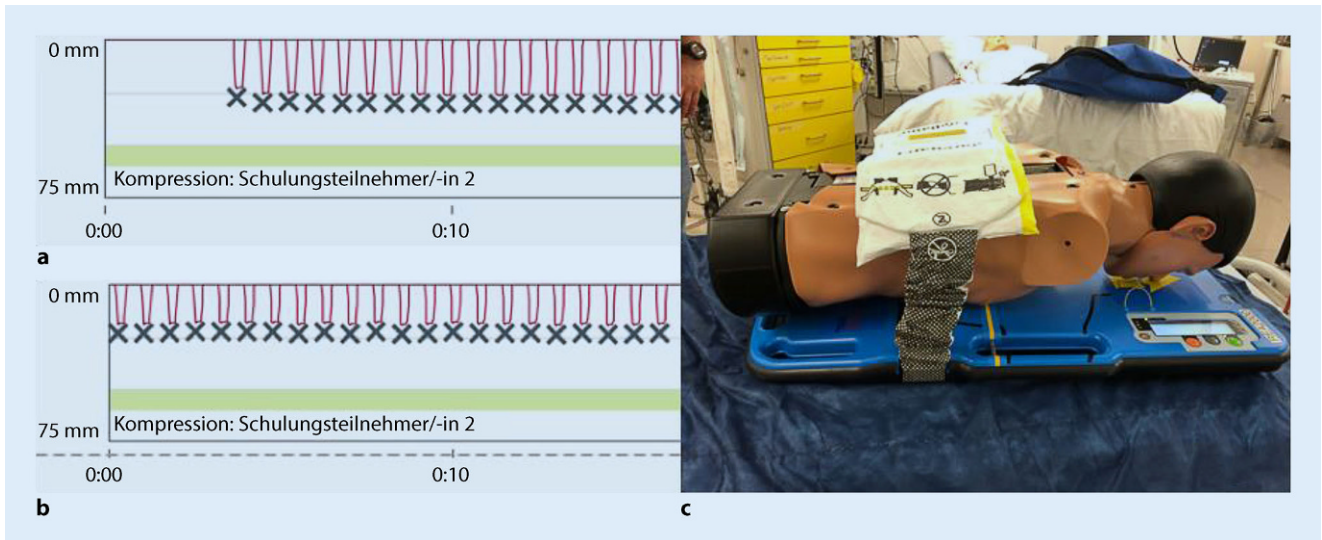 0 mm
Kompression: Schulungsteilnehmer/-in 2
75 mm
0:00 0:10
a
0 mm
Kompression: Schulungsteilnehmer/-in 2
75 mm
0:00 0:10
b
c